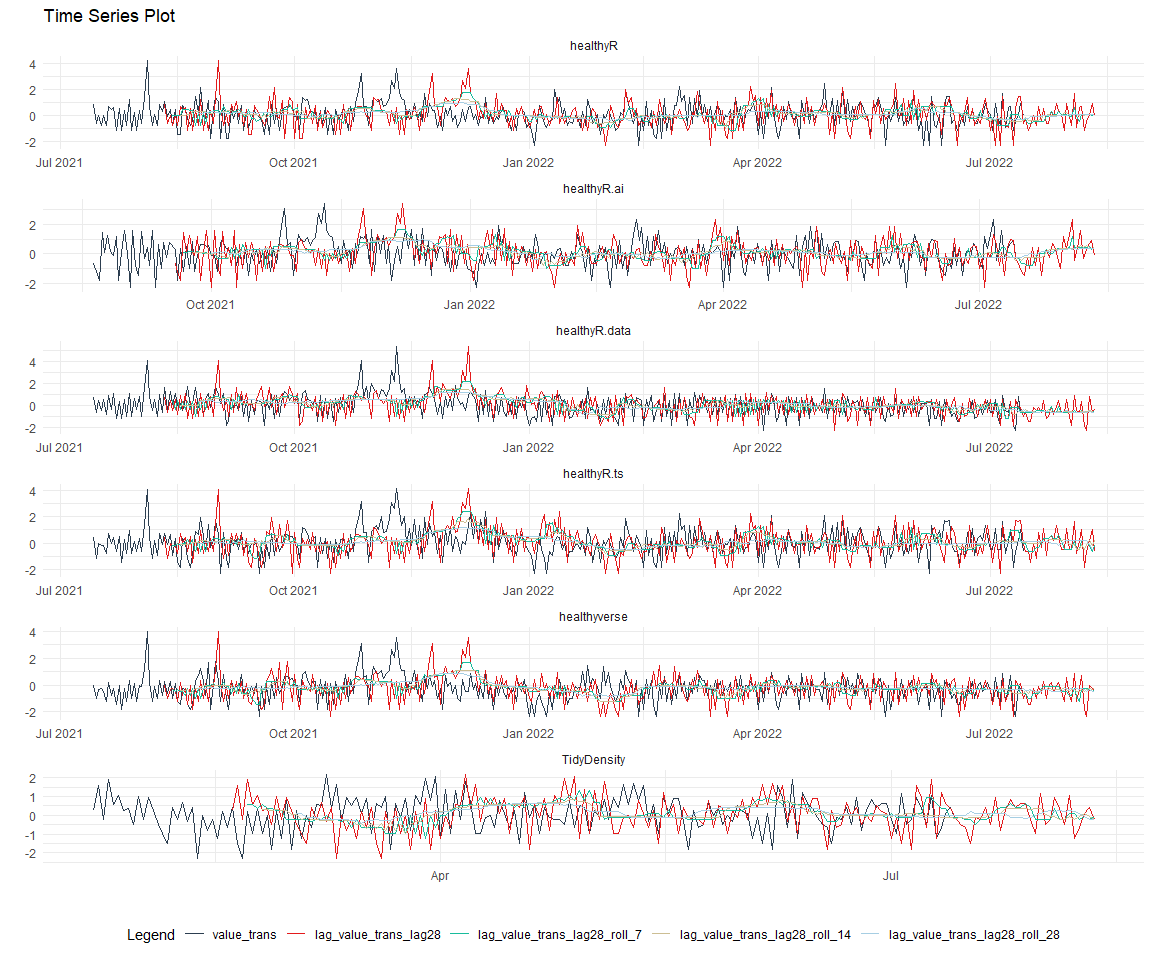 Time Series Plot
healthyR
4
2
0
-2
Jul 2021 Oct 2021 Jan 2022 Apr 2022 Jul 2022
healthyR.ai
2
0
-2
Oct 2021 Jan 2022 Apr 2022 Jul 2022
healthyR.data
4
2
0
-2
Jul 2021 Oct 2021 Jan 2022 Apr 2022 Jul 2022
healthyR.ts
4
2
0
-2
Jul 2021 Oct 2021 Jan 2022 Apr 2022 Jul 2022
healthyverse
4
2
0
-2
Jul 2021 Oct 2021 Jan 2022 Apr 2022 Jul 2022
TidyDensity
2
1
0
-1
-2
Apr Jul
Legend value_trans lag_value_trans_lag28 lag_value_trans_lag28_roll_7 lag_value_trans_lag28_roll_14 lag_value_trans_lag28_roll_28